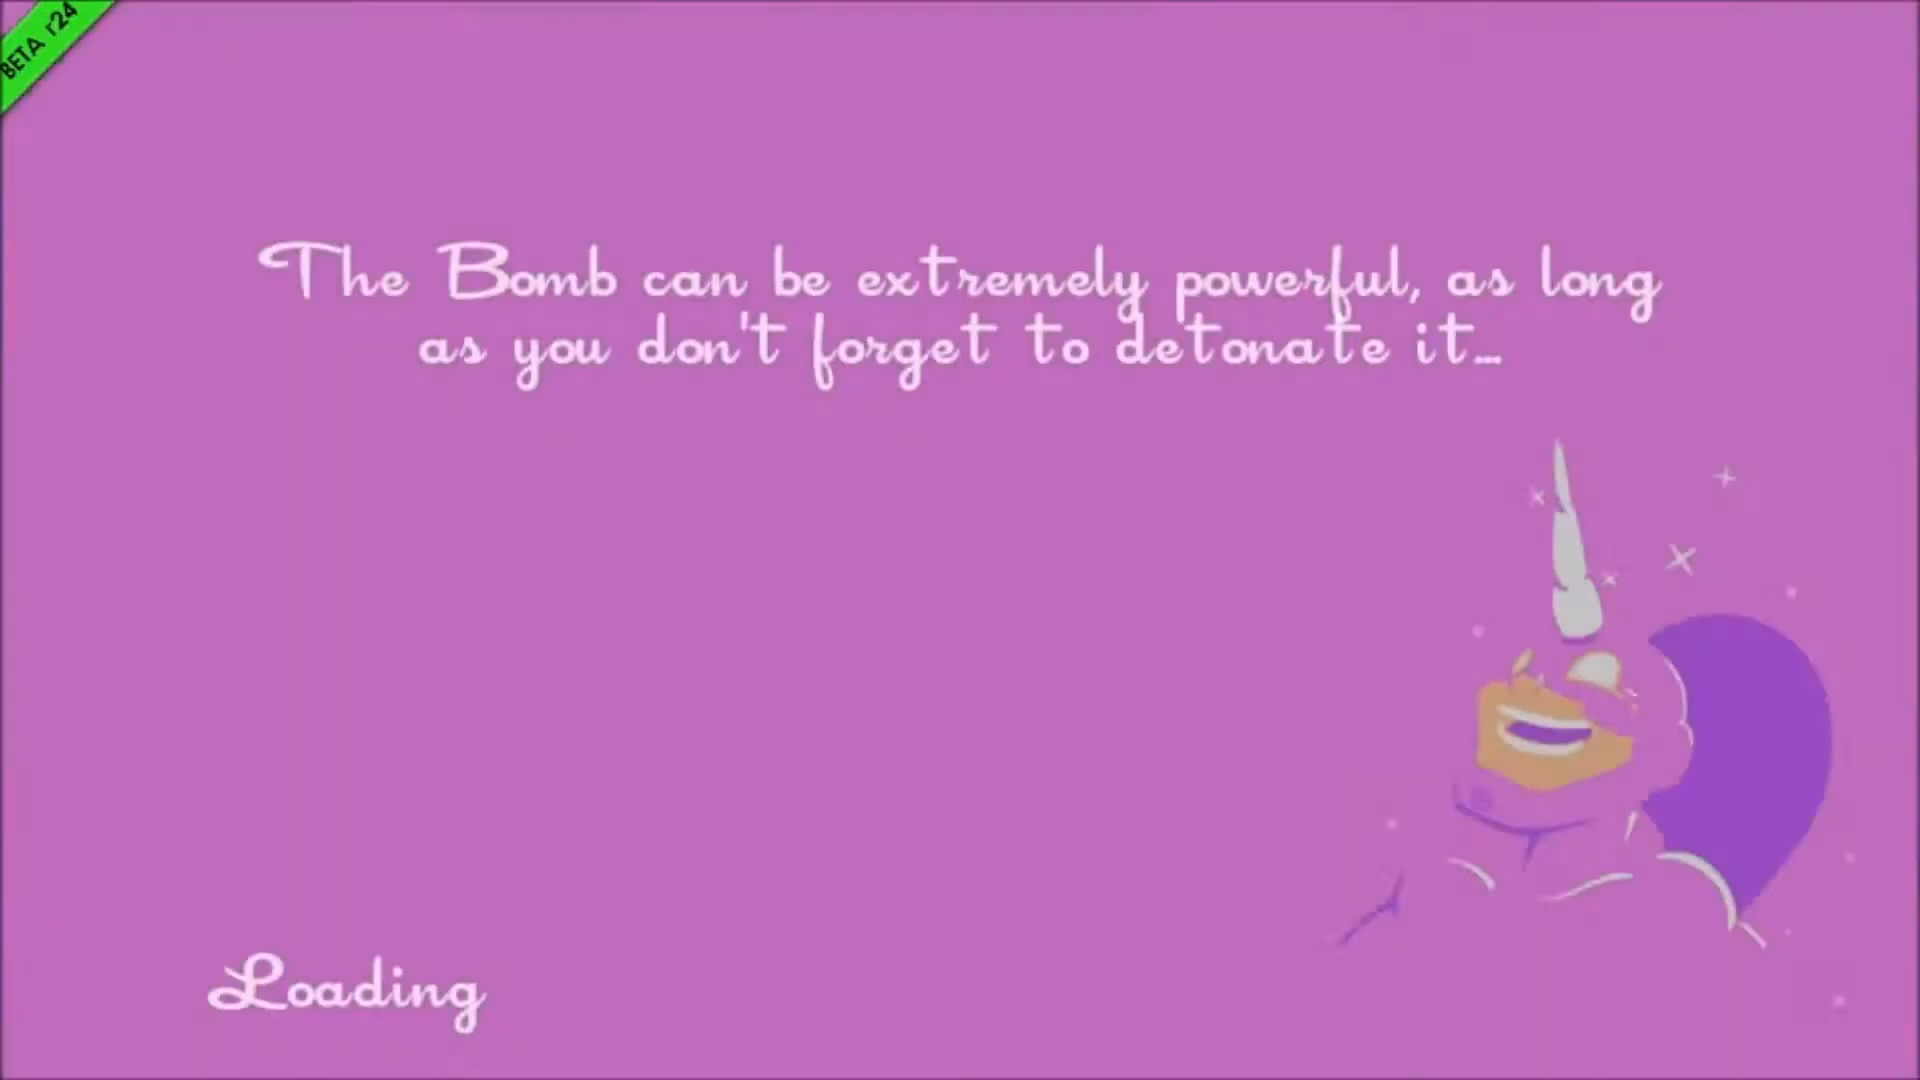 BETA r24
The Bomb can be extremely powerful, as long
as you don't forget to detonate it...
Loading